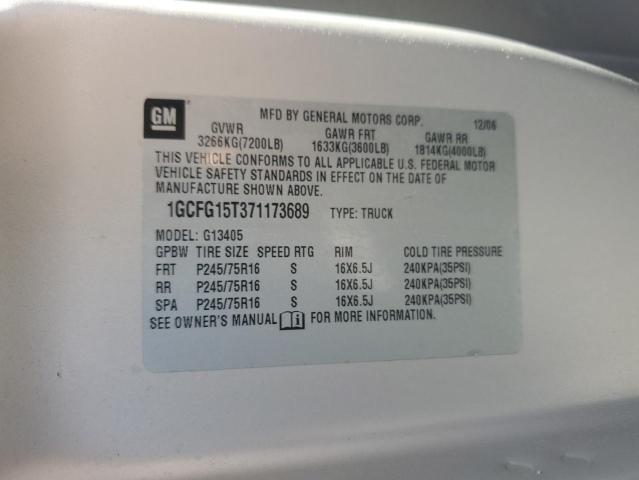 GM
MFD BY GENERAL MOTORS CORP. 12/06
GVWR GAWR FRT GAWR RR
3266KG(7200LB) 1633KG(3600LB) 1814KG(4000LB)
THIS VEHICLE CONFORMS TO ALL APPLICABLE U.S. FEDERAL MOTOR
VEHICLE SAFETY STANDARDS IN EFFECT ON THE DATE OF
MANUFACTURE SHOWN ABOVE.
1GCFG15T371173689 TYPE: TRUCK
MODEL: G13405
GPBW TIRE SIZE SPEED RTG RIM COLD TIRE PRESSURE
FRT P245/75R16 S 16X6.5J 240KPA(35PSI)
RR P245/75R16 S 16X6.5J 240KPA(35PSI)
SPA P245/75R16 S 16X6.5J 240KPA(35PSI)
SEE OWNER'S MANUAL FOR MORE INFORMATION.